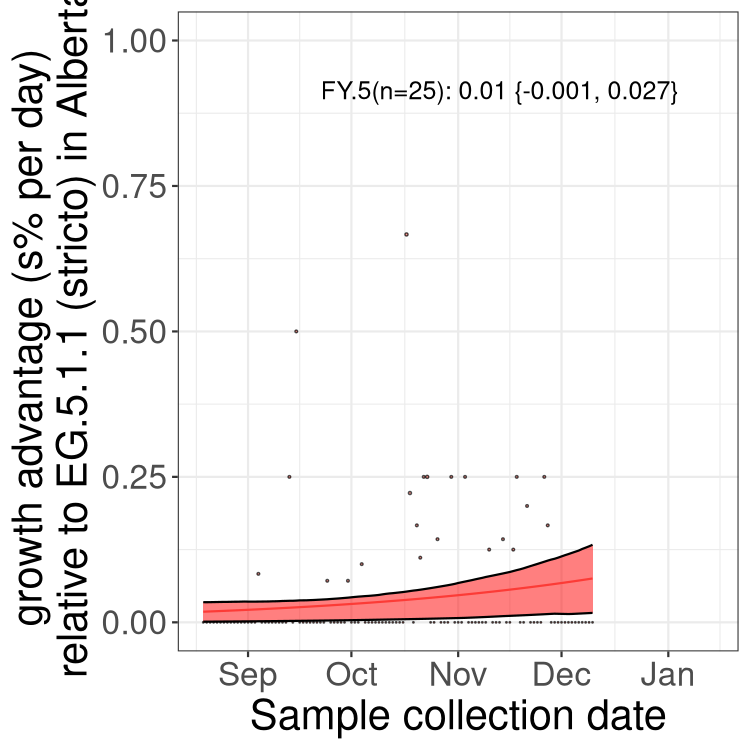 growth advantage (s% per day)
relative to EG.5.1.1 (stricto) in Alberta
1.00
0.75
0.50
0.25
0.00
FY.5(n=25): 0.01 {-0.001, 0.027}
Sep Oct Nov Dec Jan
Sample collection date